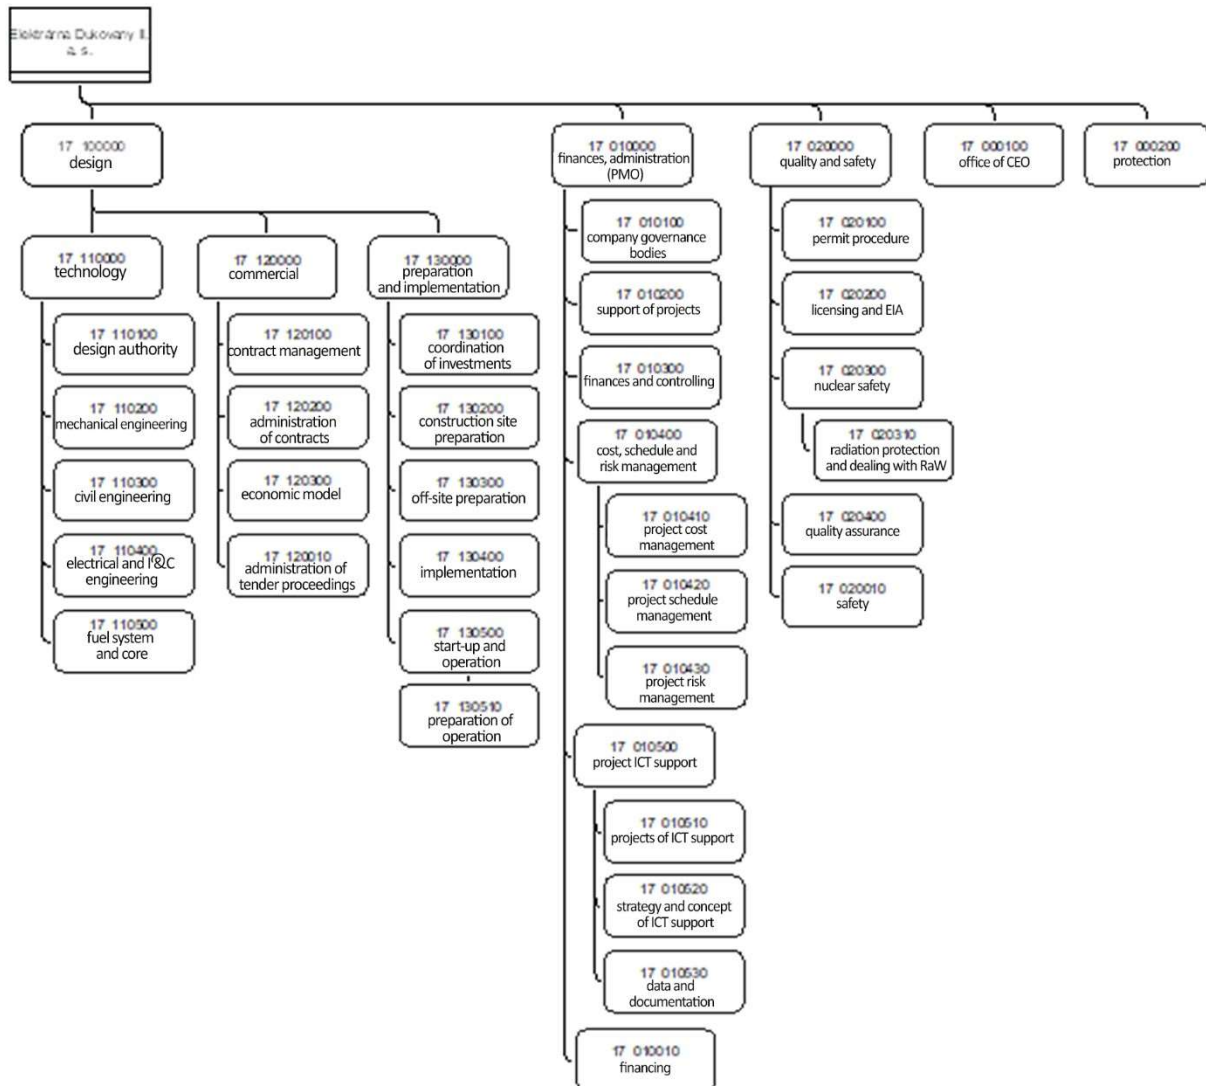 Elektrárna Dukovany II,
a. s.
17 100000
design
17 010000
finances, administration
(PMO)
17 020000
quality and safety
17 000100
office of CEO
17 000200
protection
17 110000
technology
17 120000
commercial
17 130000
preparation
and implementation
17 110100
design authority
17 110200
mechanical engineering
17 110300
civil engineering
17 110400
electrical and I&C
engineering
17 110500
fuel system
and core
17 120100
contract management
17 120200
administration
of contracts
17 120300
economic model
17 120010
administration of
tender proceedings
17 130100
coordination
of investments
17 130200
construction site
preparation
17 130300
off-site preparation
17 130400
implementation
17 130500
start-up and
operation
17 130510
preparation of
operation
17 010100
company governance
bodies
17 010200
support of projects
17 010300
finances and controlling
17 010400
cost, schedule and
risk management
17 010410
project cost
management
17 010420
project schedule
management
17 010430
project risk
management
17 010500
project ICT support
17 010510
projects of ICT support
17 010520
strategy and concept
of ICT support
17 010530
data and
documentation
17 010010
financing
17 020100
permit procedure
17 020200
licensing and EIA
17 020300
nuclear safety
17 020310
radiation protection
and dealing with RaW
17 020400
quality assurance
17 020010
safety